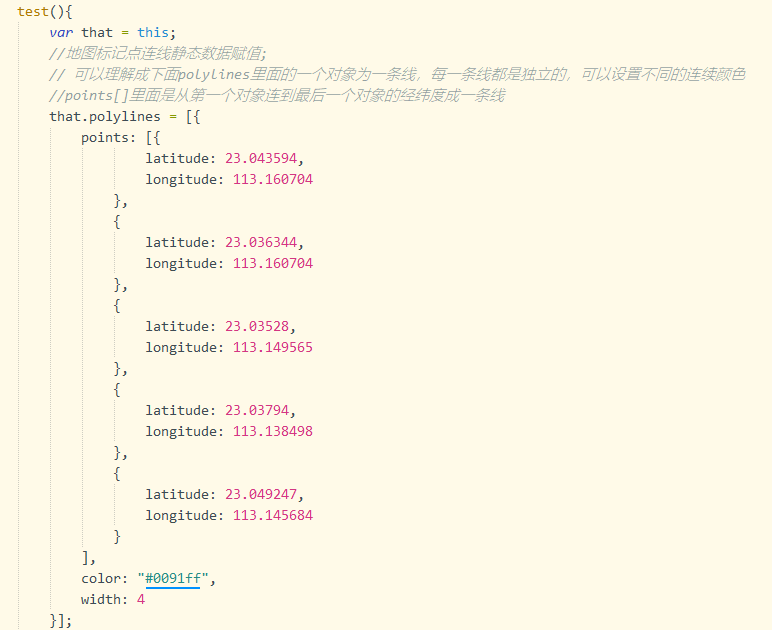 test(){
var that = this;
//地图标记点连线静态数据赋值;
// 可以理解成下面polylines里面的一个对象为一条线，每一条线都是独立的，可以设置不同的连续颜色
//points[]里面是从第一个对象连到最后一个对象的经纬度成一条线
that.polylines = [{
points: [{
latitude: 23.043594,
longitude: 113.160704
},
{
latitude: 23.036344,
longitude: 113.160704
},
{
latitude: 23.03528,
longitude: 113.149565
},
{
latitude: 23.03794,
longitude: 113.138498
},
{
latitude: 23.049247,
longitude: 113.145684
}
],
color: "#0091ff",
width: 4
}];